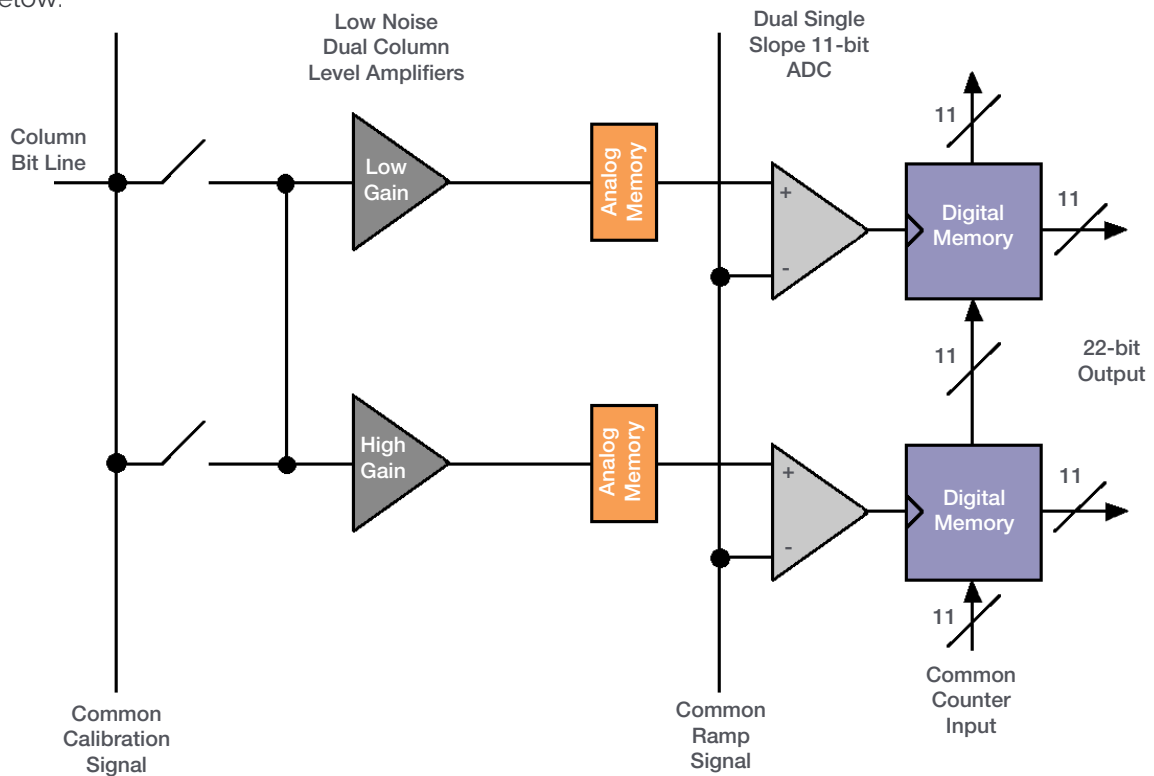 Low Noise
Dual Column
Level Amplifiers
Dual Single
Slope 11-bit
ADC
Column
Bit Line
Low
Gain
Analog
Memory
+
-
11
Digital
Memory
11
11
22-bit
Output
High
Gain
Analog
Memory
+
-
Digital
Memory
11
11
Common
Calibration
Signal
Common
Ramp
Signal
Common
Counter
Input